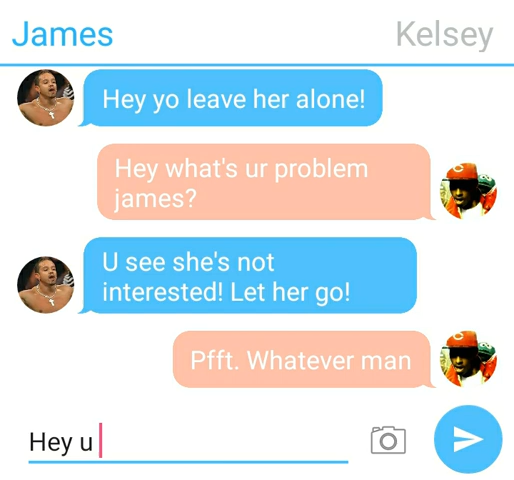 James
Kelsey
Hey yo leave her alone!
Hey what's ur problem
james?
U see she's not
interested! Let her go!
Pfft. Whatever man
Hey u